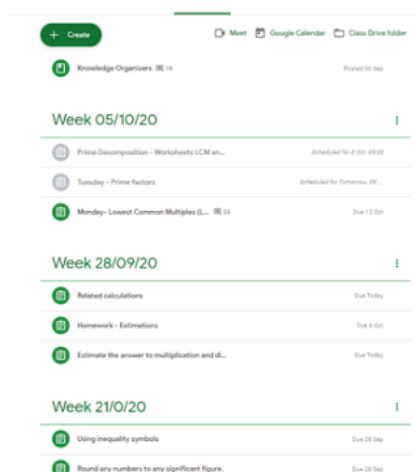 + Create
Meet Google Calendar Class Drive folder
Knowledge Organisers 19 Posted 30 Sep
Week 05/10/20
Prime Decomposition - Worksheets LCM an... Scheduled for 8 Oct, 09:00
Tuesday - Prime factors Scheduled for Tomorrow, 09:...
Monday- Lowest Common Multiples (L... 24 Due 12 Oct
Week 28/09/20
Related calculations Due Today
Homework - Estimations Due 8 Oct
Estimate the answer to multiplication and di... Due Today
Week 21/0/20
Using inequality symbols Due 28 Sep
Round any numbers to any significant figure. Due 28 Sep